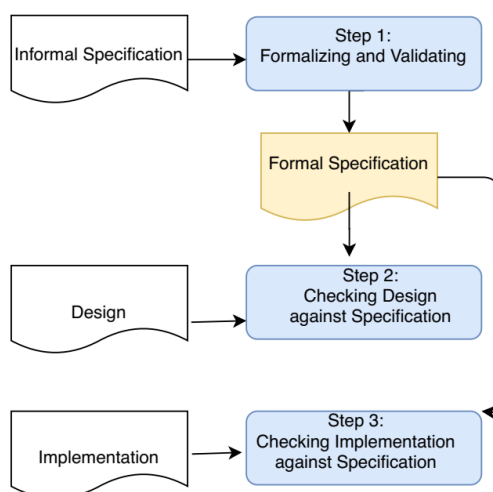 Informal Specification
Step 1:
Formalizing and Validating
Formal Specification
Step 2:
Checking Design
against Specification
Design
Step 3:
Checking Implementation
against Specification
Implementation